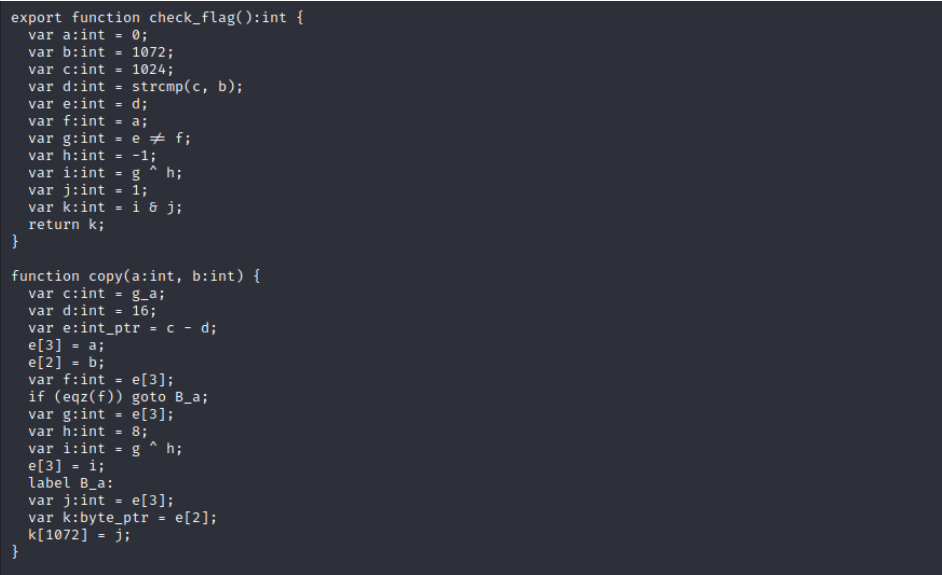 export function check_flag():int {
  var a:int = 0;
  var b:int = 1072;
  var c:int = 1024;
  var d:int = strcmp(c, b);
  var e:int = d;
  var f:int = a;
  var g:int = e ≠ f;
  var h:int = -1;
  var i:int = g ^ h;
  var j:int = 1;
  var k:int = i & j;
  return k;
}

function copy(a:int, b:int) {
  var c:int = g_a;
  var d:int = 16;
  var e:int_ptr = c - d;
  e[3] = a;
  e[2] = b;
  var f:int = e[3];
  if (eqz(f)) goto B_a;
  var g:int = e[3];
  var h:int = 8;
  var i:int = g ^ h;
  e[3] = i;
  label B_a:
  var j:int = e[3];
  var k:byte_ptr = e[2];
  k[1072] = j;
}